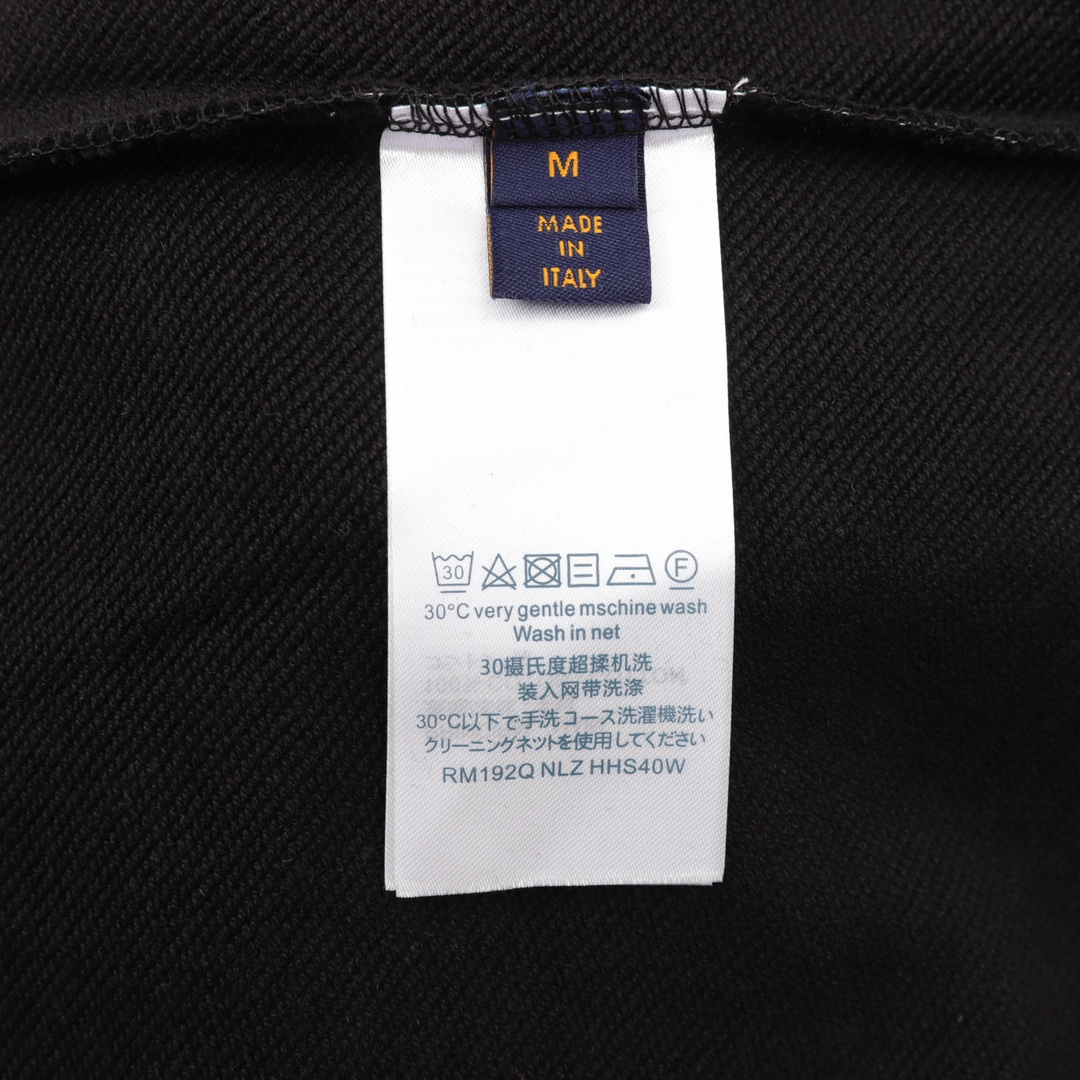 M
MADE
IN
ITALY
30
F
30°C very gentle mschine wash
Wash in net
30摄氏度超揉机洗
装入网带洗涤
30°C以下で手洗コース洗濯機洗い
クリーニングネットを使用してください
RM192Q NLZ HHS40W